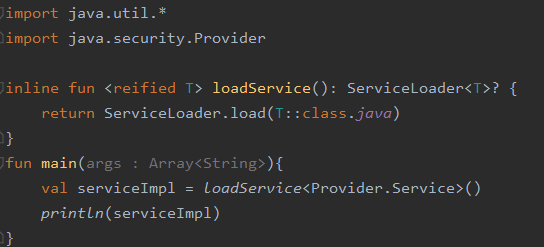 import java.util.*
import java.security.Provider
inline fun <reified T> loadService(): ServiceLoader<T>? {
    return ServiceLoader.load(T::class.java)
}
fun main(args : Array<String>){
    val serviceImpl = loadService<Provider.Service>()
    println(serviceImpl)
}